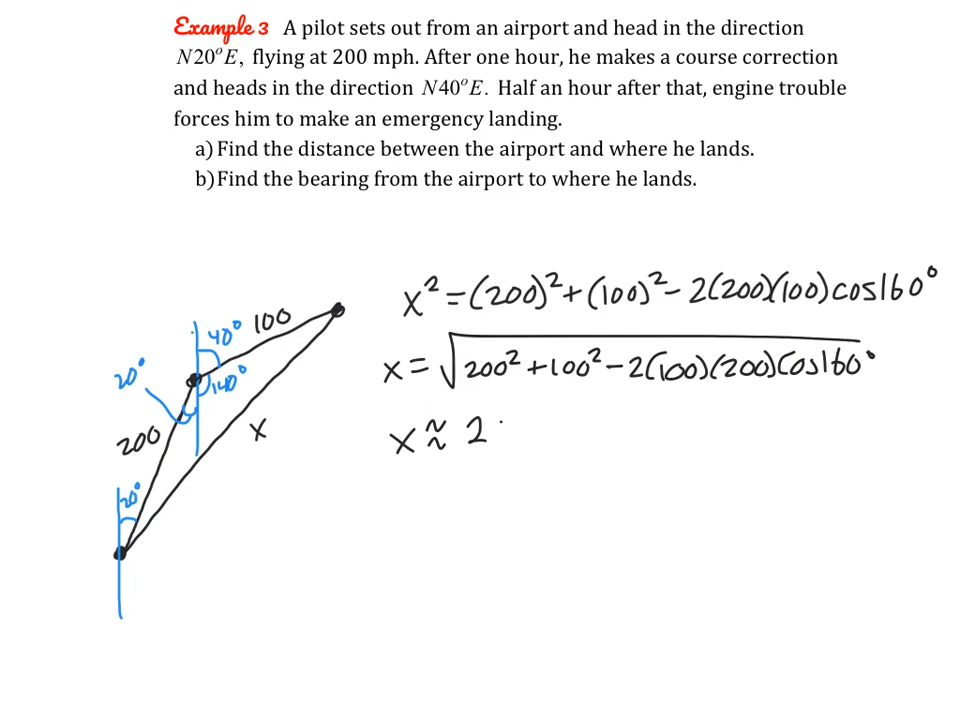 Example 3 A pilot sets out from an airport and head in the direction
N20°E, flying at 200 mph. After one hour, he makes a course correction
and heads in the direction N40°E. Half an hour after that, engine trouble
forces him to make an emergency landing.
a) Find the distance between the airport and where he lands.
b) Find the bearing from the airport to where he lands.
x² = (200)² + (100)² - 2(200)(100)cos160°
40° 100
x = √200² + 100² - 2(100)(200)cos160°
20°
140°
200
x
x ≈ 2
20°